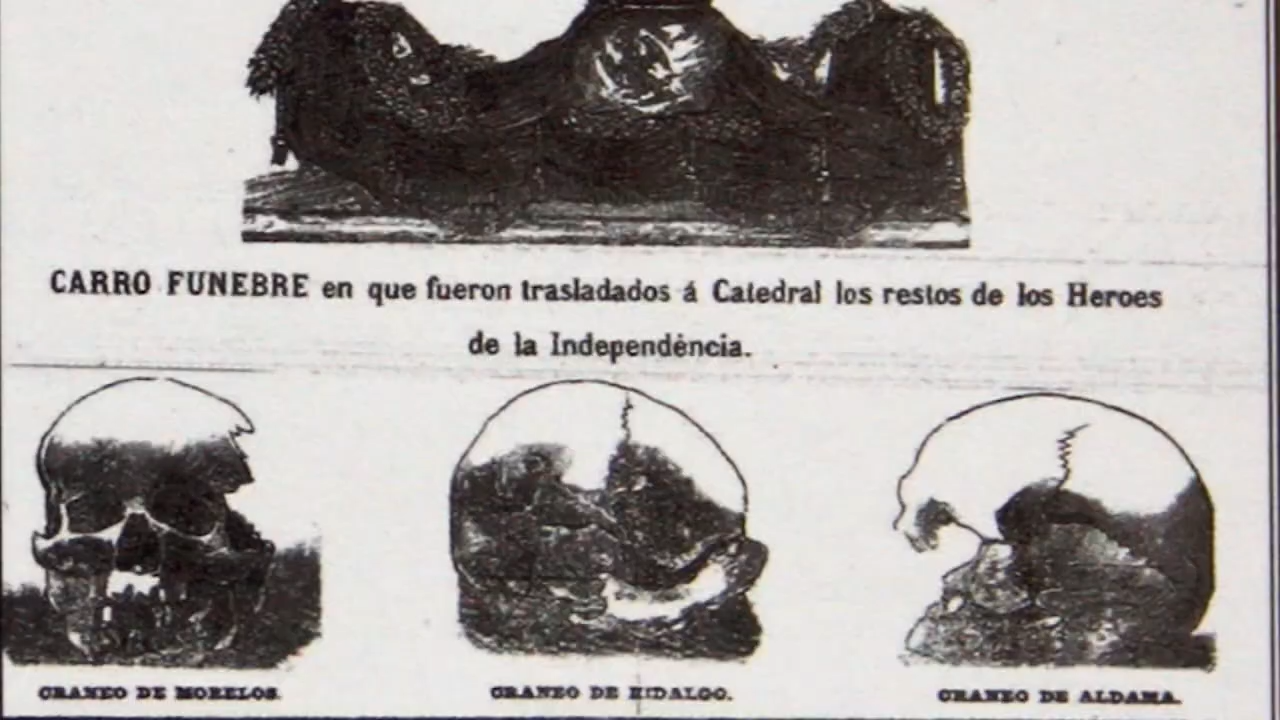 CARRO FUNEBRE en que fueron trasladados á Catedral los restos de los Heroes
de la Independéncia.
CRANEO DE MORELOS.
CRANEO DE HIDALGO.
CRANEO DE ALDAMA.